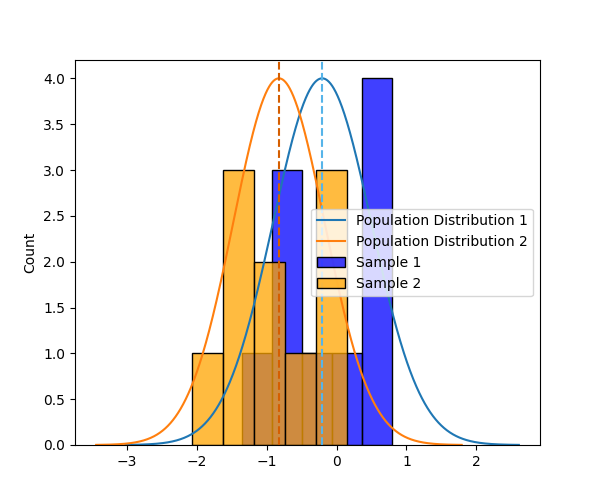 4.0
3.5
3.0
2.5
2.0
1.5
1.0
0.5
0.0
Count
Population Distribution 1
Population Distribution 2
Sample 1
Sample 2
−3 −2 −1 0 1 2